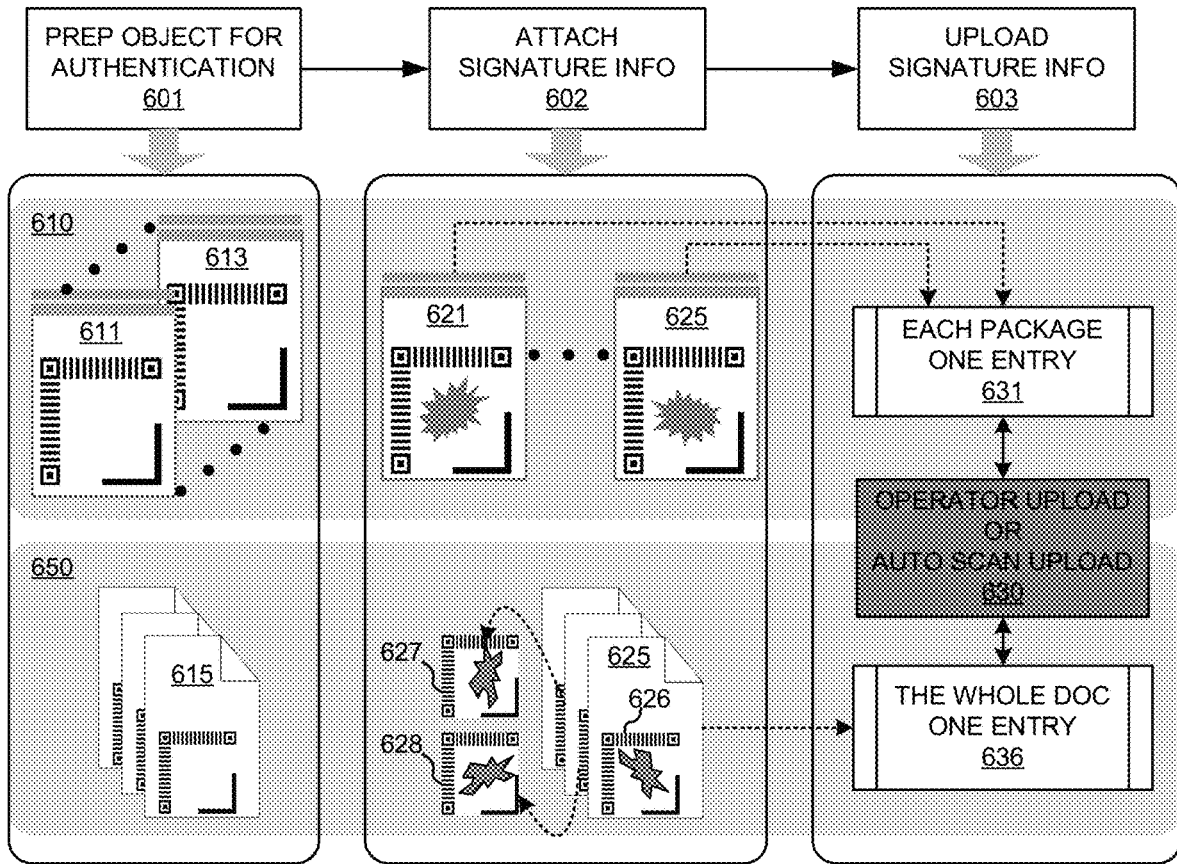 PREP OBJECT FOR
AUTHENTICATION
601
ATTACH
SIGNATURE INFO
602
UPLOAD
SIGNATURE INFO
603
610
613
611
621
625
EACH PACKAGE
ONE ENTRY
631
OPERATOR UPLOAD
OR
AUTO SCAN UPLOAD
630
650
615
627
628
625
626
THE WHOLE DOC
ONE ENTRY
636